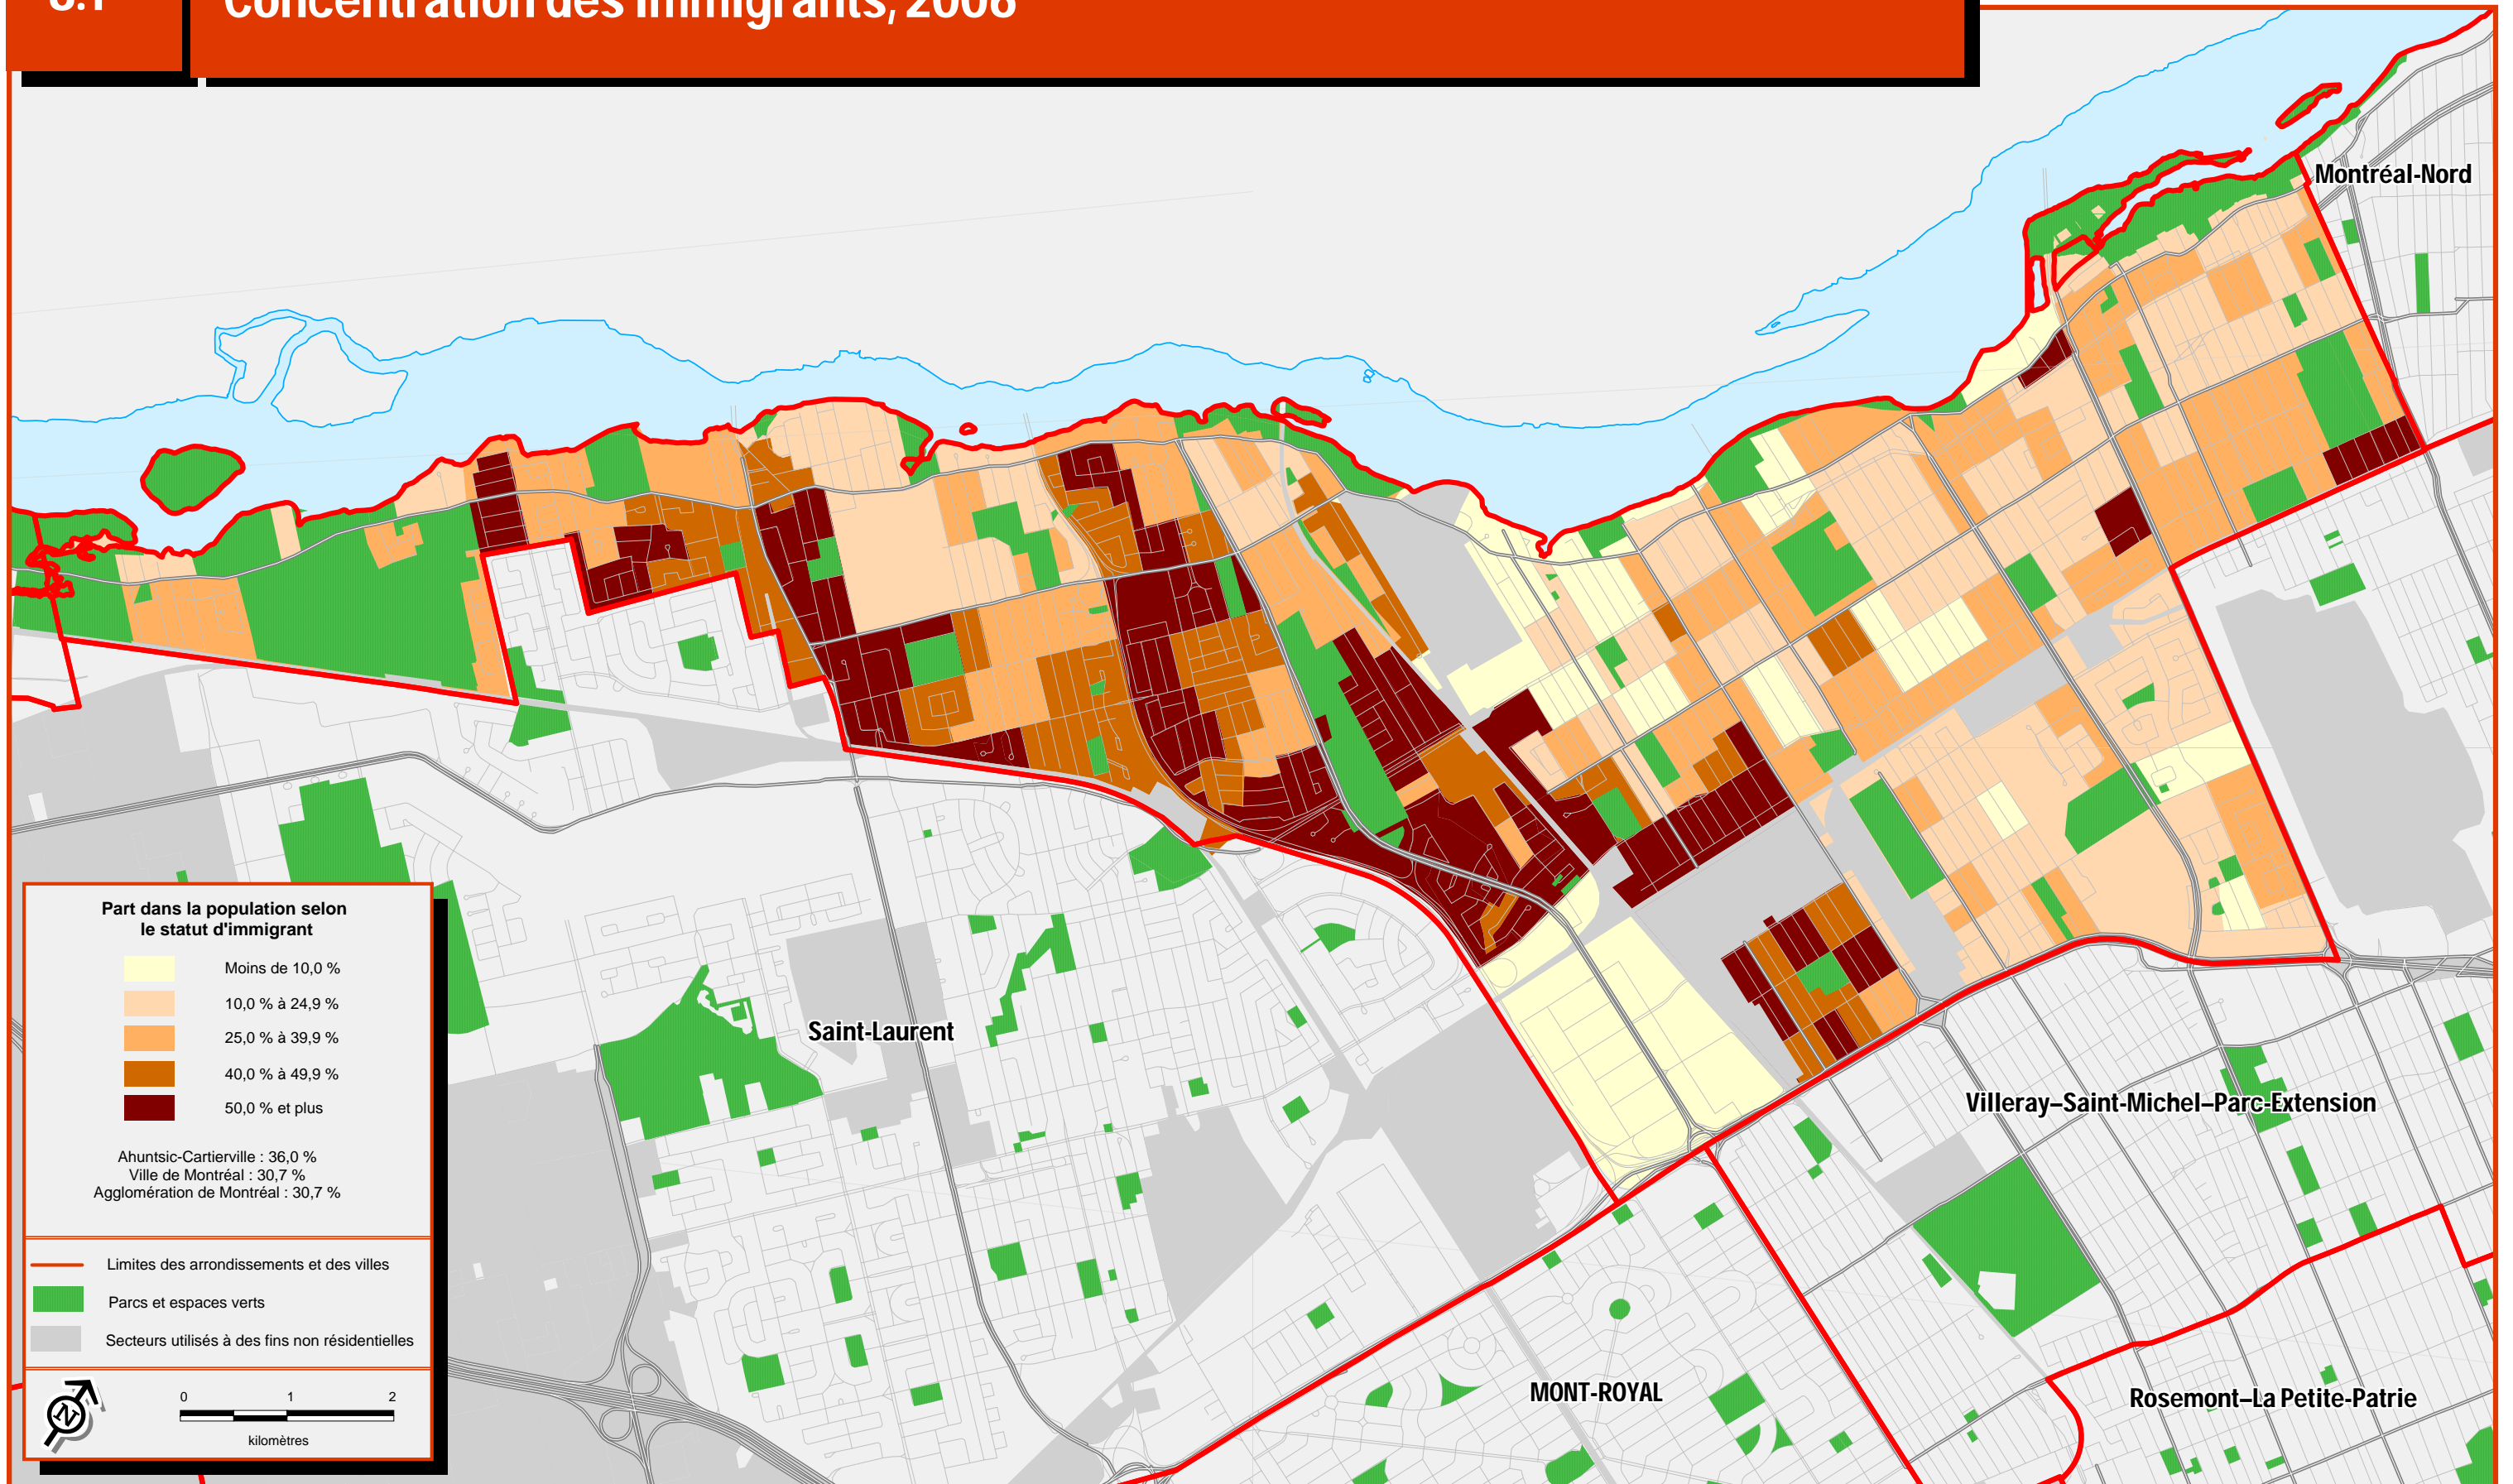 Concentration des immigrants, 2006
Montréal-Nord
Saint-Laurent
Villeray–Saint-Michel–Parc-Extension
MONT-ROYAL
Rosemont–La Petite-Patrie
Part dans la population selon
le statut d'immigrant
Moins de 10,0 %
10,0 % à 24,9 %
25,0 % à 39,9 %
40,0 % à 49,9 %
50,0 % et plus
Ahuntsic-Cartierville : 36,0 %
Ville de Montréal : 30,7 %
Agglomération de Montréal : 30,7 %
Limites des arrondissements et des villes
Parcs et espaces verts
Secteurs utilisés à des fins non résidentielles
N
0 1 2
kilomètres